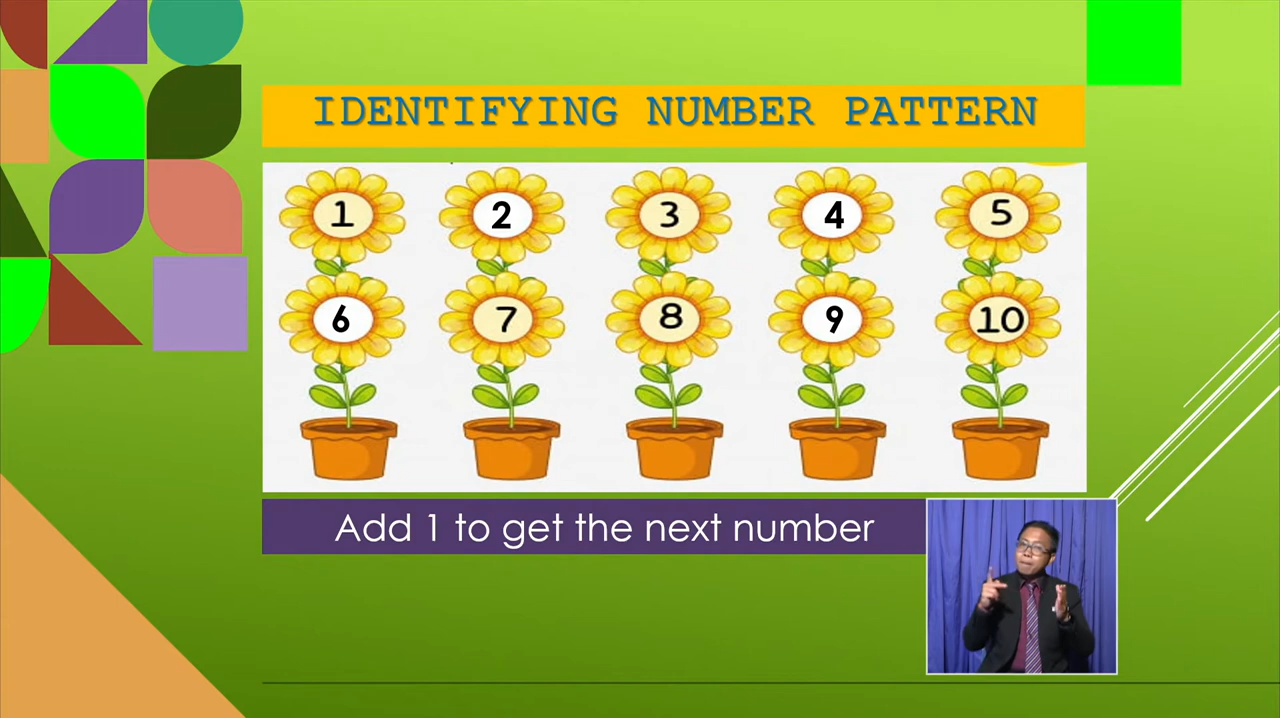 IDENTIFYING NUMBER PATTERN
1 2 3 4 5
6 7 8 9 10
Add 1 to get the next number